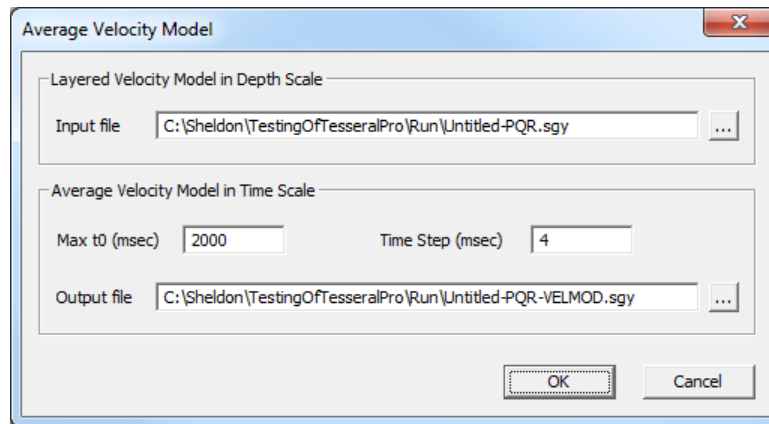 Average Velocity Model
Layered Velocity Model in Depth Scale
Input file C:\Sheldon\TestingOfTesseralPro\Run\Untitled-PQR.sgy ...
Average Velocity Model in Time Scale
Max t0 (msec) 2000 Time Step (msec) 4
Output file C:\Sheldon\TestingOfTesseralPro\Run\Untitled-PQR-VELMOD.sgy ...
OK Cancel